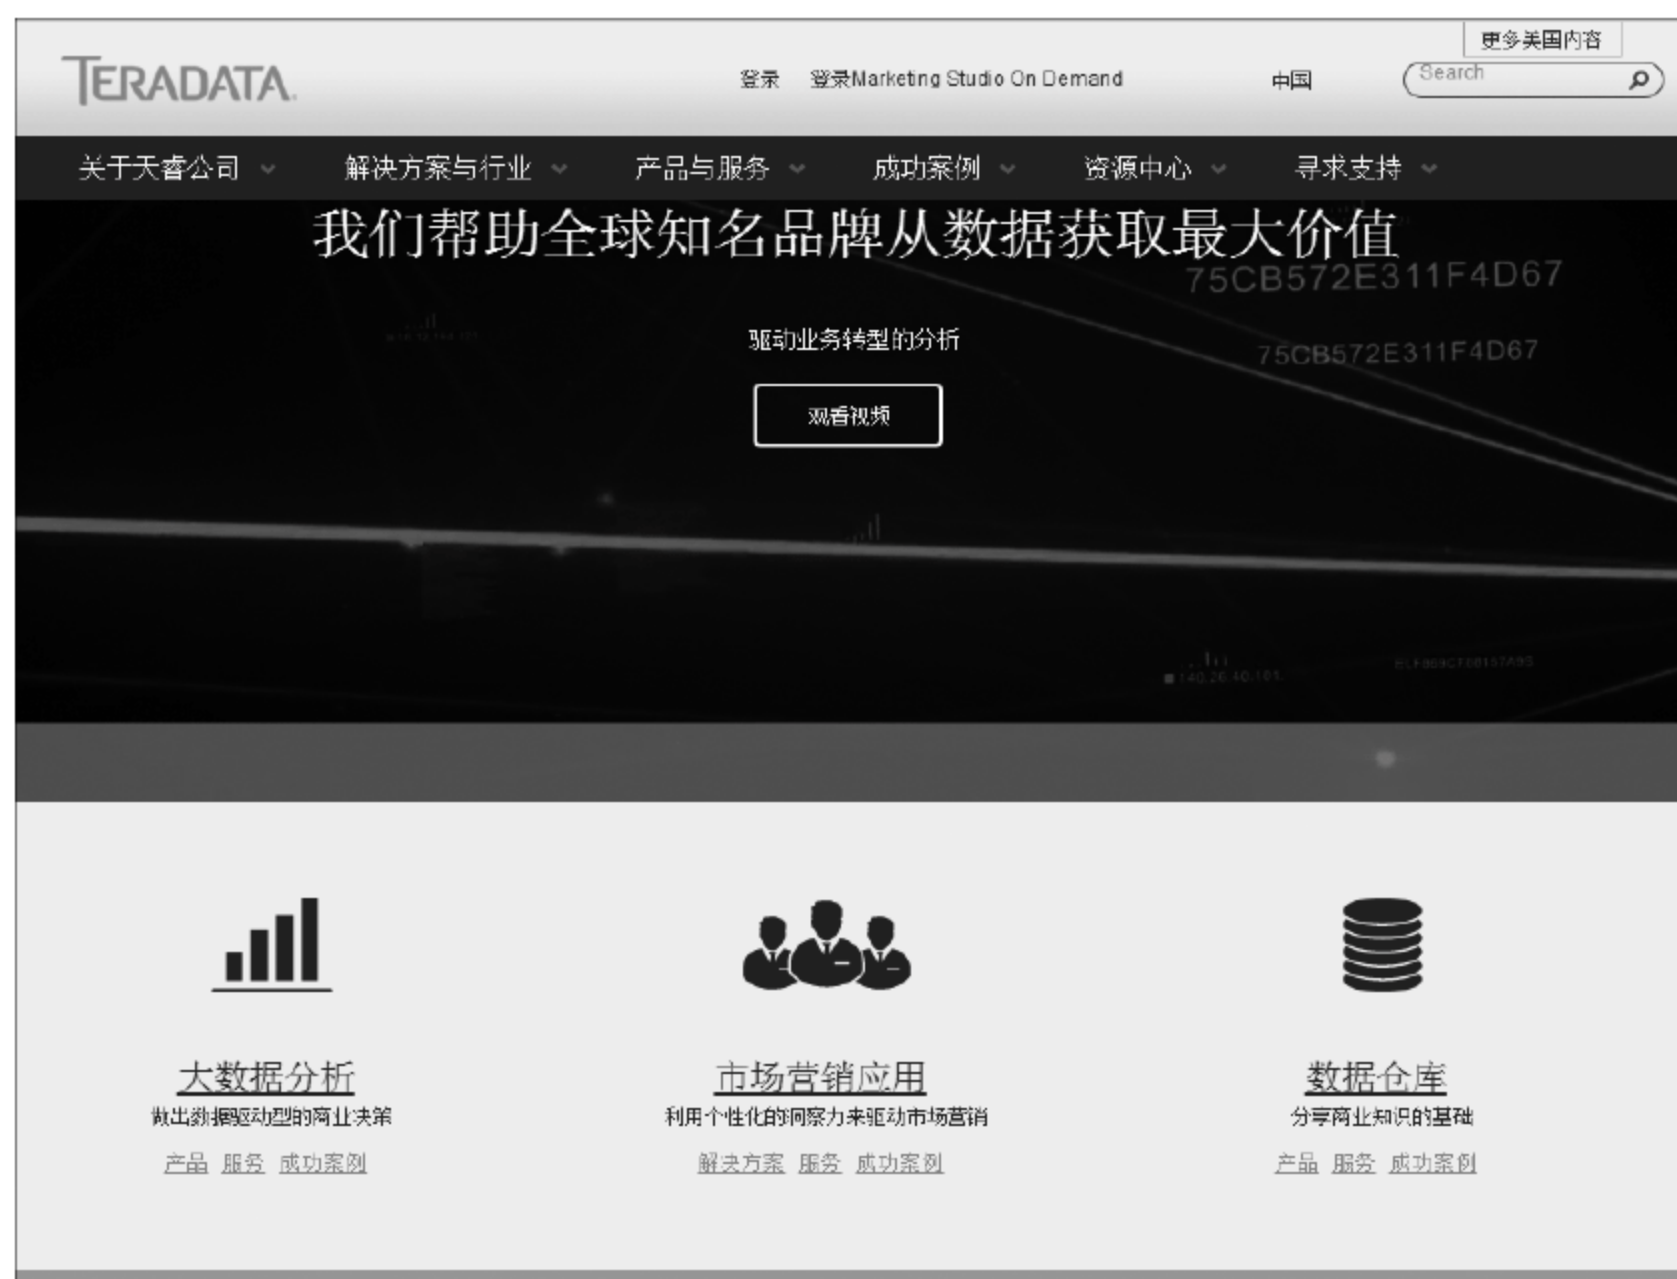 更多美国内容
TERADATA.
登录 登录Marketing Studio On Demand 中国 Search
关于天睿公司 解决方案与行业 产品与服务 成功案例 资源中心 寻求支持
我们帮助全球知名品牌从数据获取最大价值
75CB572E311F4D67
驱动业务转型的分析
75CB572E311F4D67
观看视频
大数据分析 市场营销应用 数据仓库
做出数据驱动型的商业决策 利用个性化的洞察力来驱动市场营销 分享商业知识的基础
产品 服务 成功案例 解决方案 服务 成功案例 产品 服务 成功案例